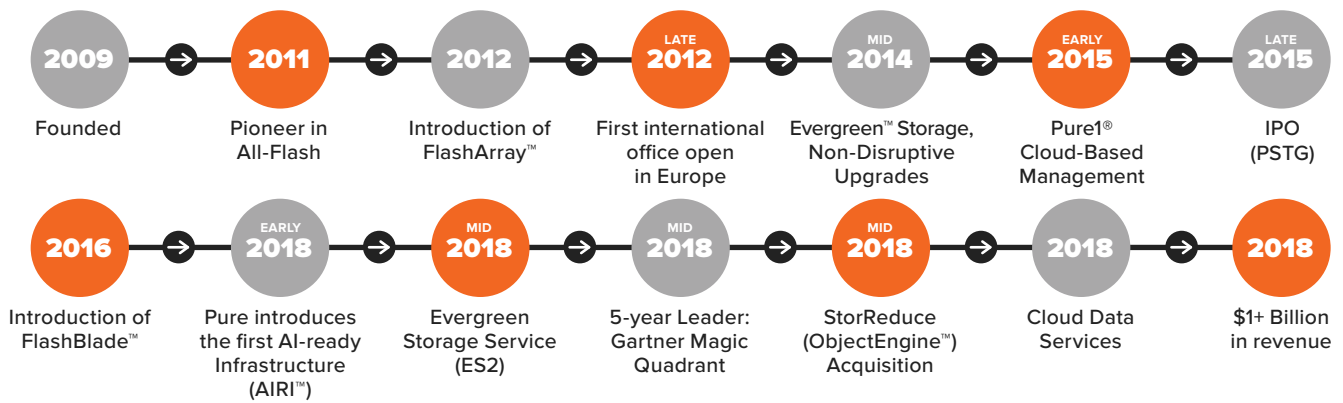 2009
2011
2012
LATE
2012
MID
2014
EARLY
2015
LATE
2015
Founded
Pioneer in
All-Flash
Introduction of
FlashArray™
First international
office open
in Europe
Evergreen™ Storage,
Non-Disruptive
Upgrades
Pure1®
Cloud-Based
Management
IPO
(PSTG)
2016
EARLY
2018
MID
2018
MID
2018
MID
2018
2018
2018
Introduction of
FlashBlade™
Pure introduces
the first AI-ready
Infrastructure
(AIRI™)
Evergreen
Storage Service
(ES2)
5-year Leader:
Gartner Magic
Quadrant
StorReduce
(ObjectEngine™)
Acquisition
Cloud Data
Services
$1+ Billion
in revenue